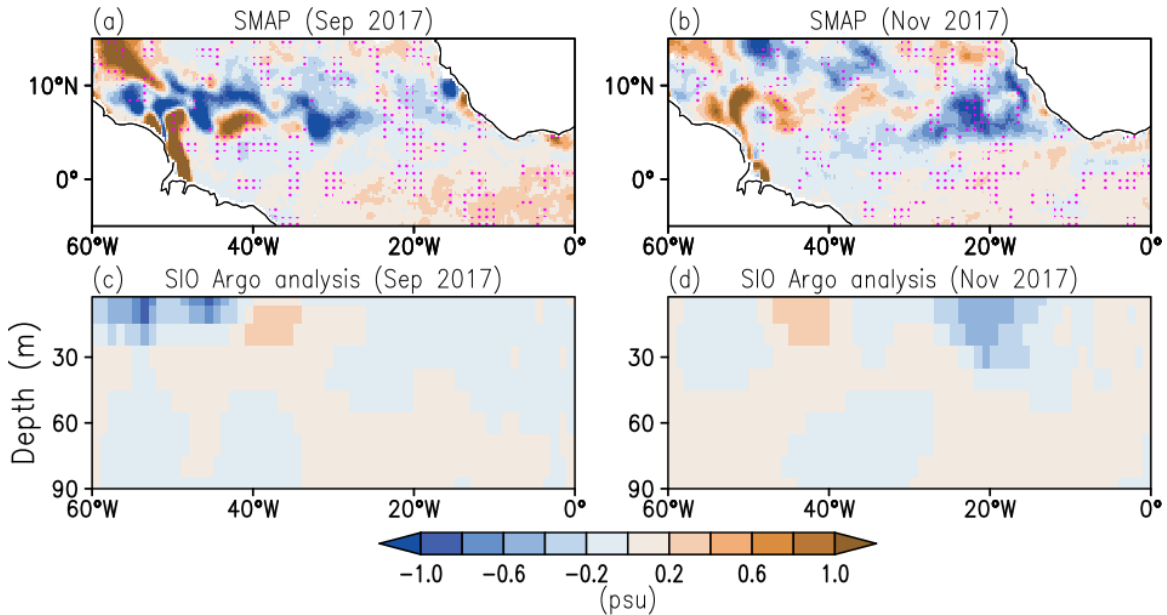 (a) SMAP (Sep 2017)
(b) SMAP (Nov 2017)
10°N
0°
60°W 40°W 20°W 0°
10°N
0°
60°W 40°W 20°W 0°
(c) SIO Argo analysis (Sep 2017)
(d) SIO Argo analysis (Nov 2017)
Depth (m)
30
60
90
60°W 40°W 20°W 0°
30
60
90
60°W 40°W 20°W 0°
−1.0 −0.6 −0.2 0.2 0.6 1.0
(psu)